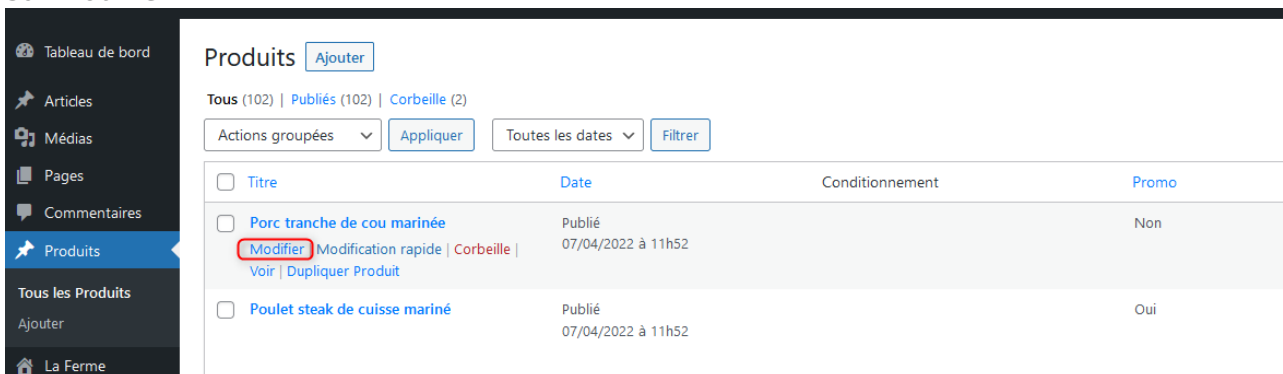 Tableau de bord
Articles
Médias
Pages
Commentaires
Produits
Tous les Produits
Ajouter
La Ferme
Produits Ajouter
Tous (102) | Publiés (102) | Corbeille (2)
Actions groupées Appliquer Toutes les dates Filtrer
Titre Date Conditionnement Promo
Porc tranche de cou marinée Publié Non
07/04/2022 à 11h52
Modifier Modification rapide | Corbeille |
Voir | Dupliquer Produit
Poulet steak de cuisse mariné Publié Oui
07/04/2022 à 11h52